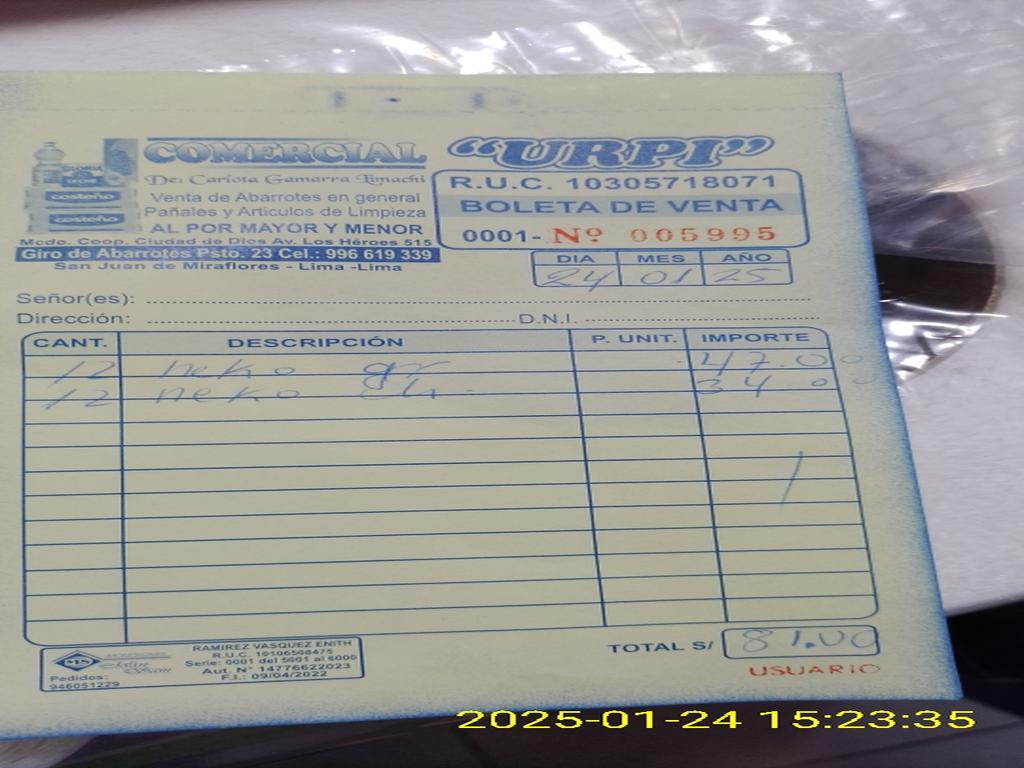 COMERCIAL "URPI"
De: Carlota Gamarra Limachi
Venta de Abarrotes en general
Pañales y Articulos de Limpieza
AL POR MAYOR Y MENOR
Mcdo. Coop. Ciudad de Dios Av. Los Héroes 515
Giro de Abarrotes Psto. 23 Cel.: 996 619 339
San Juan de Miraflores - Lima -Lima
costeño
costeño
R.U.C. 10305718071
BOLETA DE VENTA
0001- Nº 005995
DIA MES AÑO
24 01 25
Señor(es):
Dirección: D.N.I.
CANT. DESCRIPCIÓN P. UNIT. IMPORTE
12 neko gr 47.00
12 neko ch. 34.00
TOTAL S/ 81.00
USUARIO
Pedidos:
946051229
RAMIREZ VASQUEZ ENITH
R.U.C. 10106508475
Serie: 0001 del 5001 al 6000
Aut. N° 14776622023
F.I.: 09/04/2022
2025-01-24 15:23:35